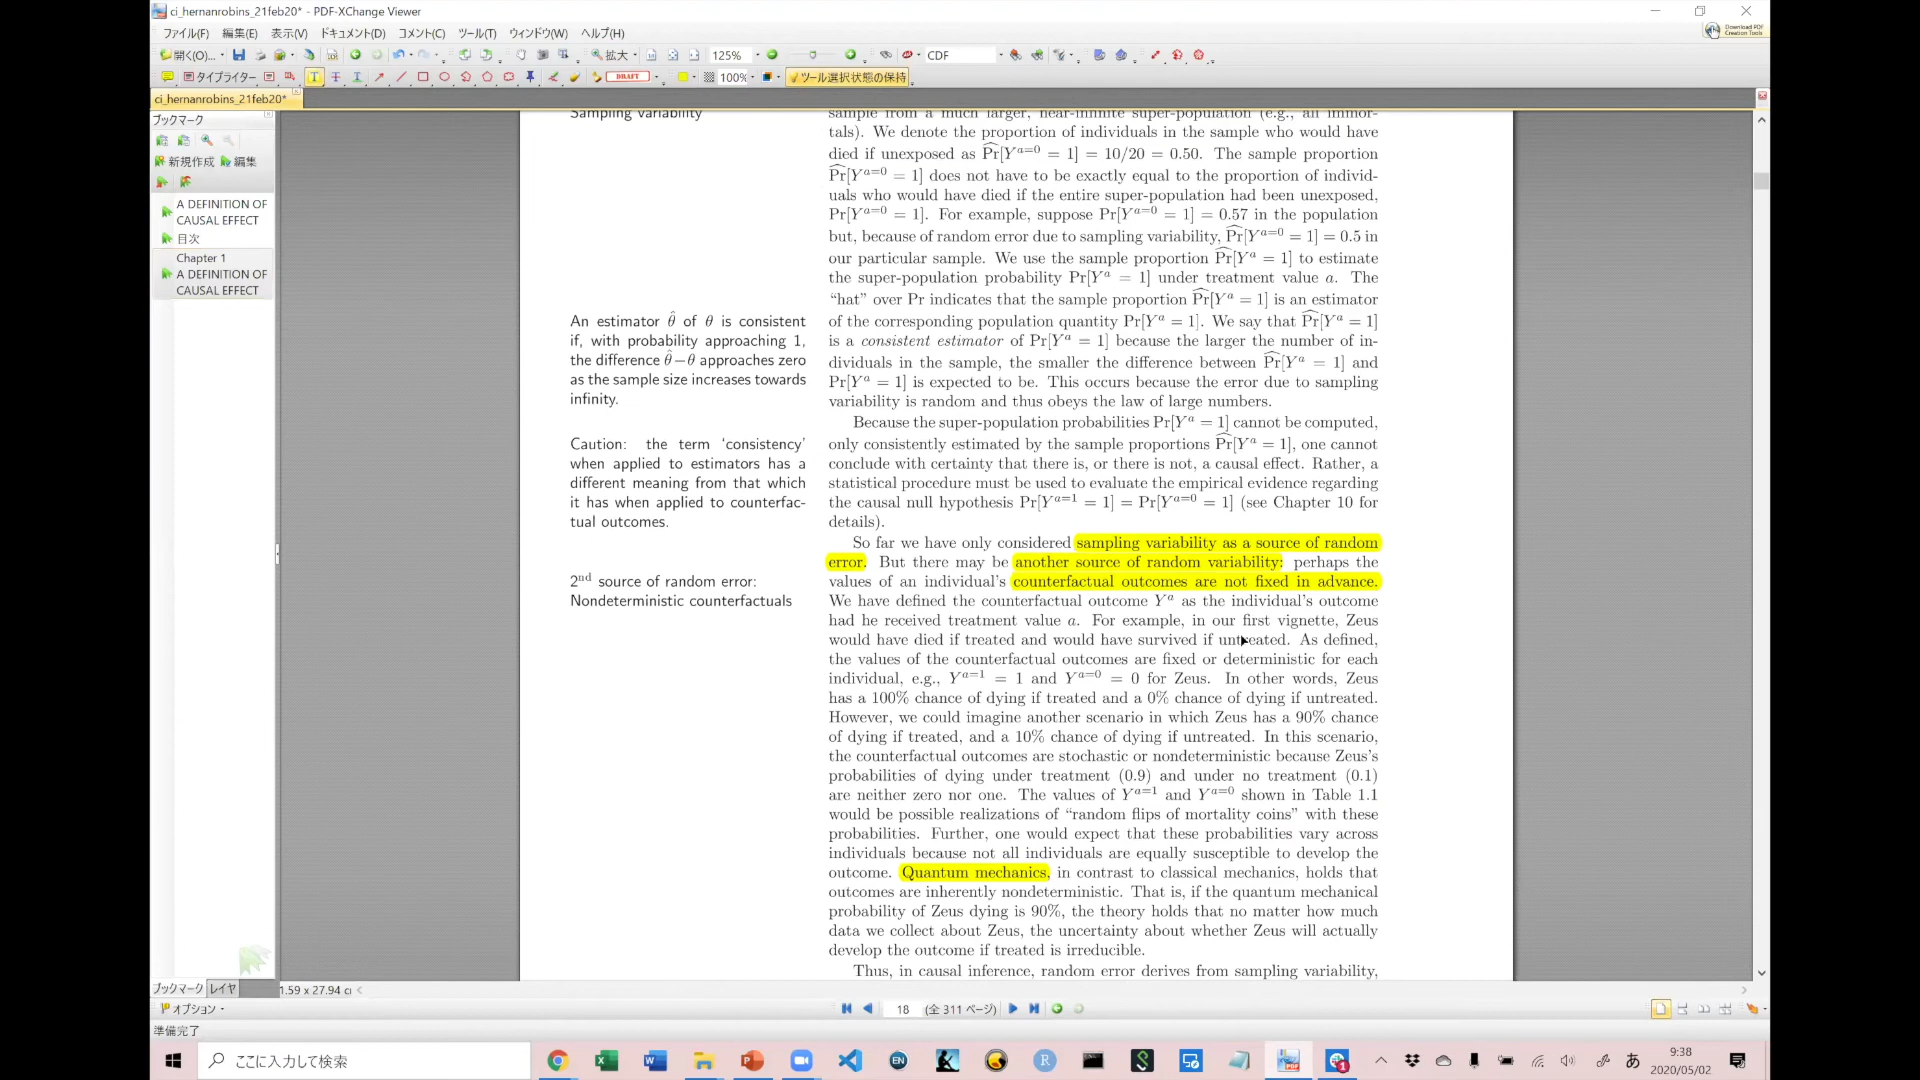 ci_hernanrobins_21feb20* - PDF-XChange Viewer
ファイル(F) 編集(E) 表示(V) ドキュメント(D) コメント(C) ツール(T) ウィンドウ(W) ヘルプ(H)
Download PDF Creation Tools
開く(O)... 拡大 125% CDF
タイプライター DRAFT 100% ツール選択状態の保持
ci_hernanrobins_21feb20*
ブックマーク
新規作成 編集
A DEFINITION OF
CAUSAL EFFECT
目次
Chapter 1
A DEFINITION OF
CAUSAL EFFECT
Sampling variability
An estimator θ̂ of θ is consistent
if, with probability approaching 1,
the difference θ̂−θ approaches zero
as the sample size increases towards
infinity.
Caution: the term ‘consistency’
when applied to estimators has a
different meaning from that which
it has when applied to counterfac-
tual outcomes.
2nd source of random error:
Nondeterministic counterfactuals
sample from a much larger, near-infinite super-population (e.g., all immor-
tals). We denote the proportion of individuals in the sample who would have
died if unexposed as P̂r[Y^{a=0} = 1] = 10/20 = 0.50. The sample proportion
P̂r[Y^{a=0} = 1] does not have to be exactly equal to the proportion of individ-
uals who would have died if the entire super-population had been unexposed,
Pr[Y^{a=0} = 1]. For example, suppose Pr[Y^{a=0} = 1] = 0.57 in the population
but, because of random error due to sampling variability, P̂r[Y^{a=0} = 1] = 0.5 in
our particular sample. We use the sample proportion P̂r[Y^a = 1] to estimate
the super-population probability Pr[Y^a = 1] under treatment value a. The
“hat” over Pr indicates that the sample proportion P̂r[Y^a = 1] is an estimator
of the corresponding population quantity Pr[Y^a = 1]. We say that P̂r[Y^a = 1]
is a consistent estimator of Pr[Y^a = 1] because the larger the number of in-
dividuals in the sample, the smaller the difference between P̂r[Y^a = 1] and
Pr[Y^a = 1] is expected to be. This occurs because the error due to sampling
variability is random and thus obeys the law of large numbers.
Because the super-population probabilities Pr[Y^a = 1] cannot be computed,
only consistently estimated by the sample proportions P̂r[Y^a = 1], one cannot
conclude with certainty that there is, or there is not, a causal effect. Rather, a
statistical procedure must be used to evaluate the empirical evidence regarding
the causal null hypothesis Pr[Y^{a=1} = 1] = Pr[Y^{a=0} = 1] (see Chapter 10 for
details).
So far we have only considered sampling variability as a source of random
error. But there may be another source of random variability: perhaps the
values of an individual’s counterfactual outcomes are not fixed in advance.
We have defined the counterfactual outcome Y^a as the individual’s outcome
had he received treatment value a. For example, in our first vignette, Zeus
would have died if treated and would have survived if untreated. As defined,
the values of the counterfactual outcomes are fixed or deterministic for each
individual, e.g., Y^{a=1} = 1 and Y^{a=0} = 0 for Zeus. In other words, Zeus
has a 100% chance of dying if treated and a 0% chance of dying if untreated.
However, we could imagine another scenario in which Zeus has a 90% chance
of dying if treated, and a 10% chance of dying if untreated. In this scenario,
the counterfactual outcomes are stochastic or nondeterministic because Zeus’s
probabilities of dying under treatment (0.9) and under no treatment (0.1)
are neither zero nor one. The values of Y^{a=1} and Y^{a=0} shown in Table 1.1
would be possible realizations of “random flips of mortality coins” with these
probabilities. Further, one would expect that these probabilities vary across
individuals because not all individuals are equally susceptible to develop the
outcome. Quantum mechanics, in contrast to classical mechanics, holds that
outcomes are inherently nondeterministic. That is, if the quantum mechanical
probability of Zeus dying is 90%, the theory holds that no matter how much
data we collect about Zeus, the uncertainty about whether Zeus will actually
develop the outcome if treated is irreducible.
Thus, in causal inference, random error derives from sampling variability,
ブックマーク レイヤ 1.59 x 27.94 cı
オプション 18 (全 311 ページ)
準備完了
ここに入力して検索
EN
R
あ
9:38
2020/05/02